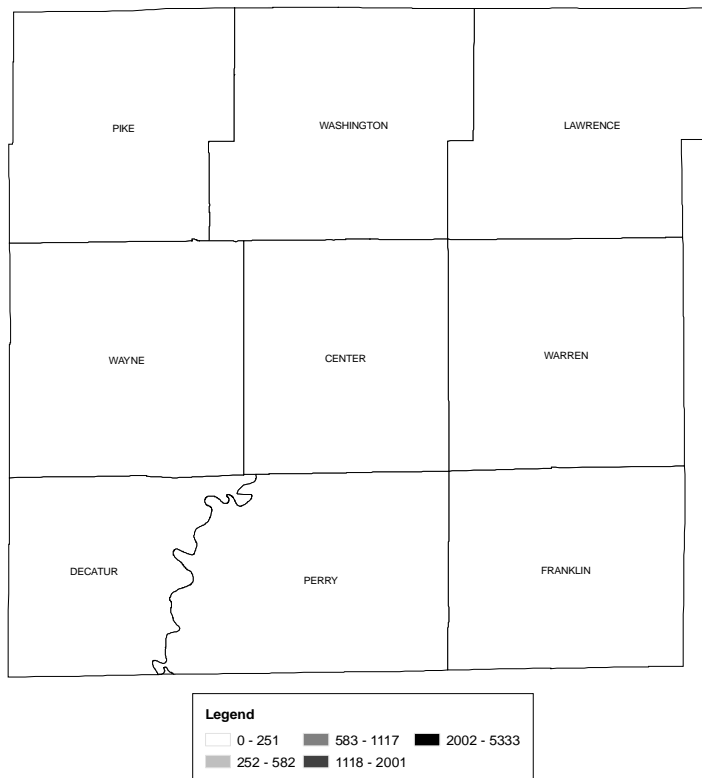 PIKE WASHINGTON LAWRENCE
WAYNE CENTER WARREN
DECATUR PERRY FRANKLIN
Legend
0 - 251 583 - 1117 2002 - 5333
252 - 582 1118 - 2001